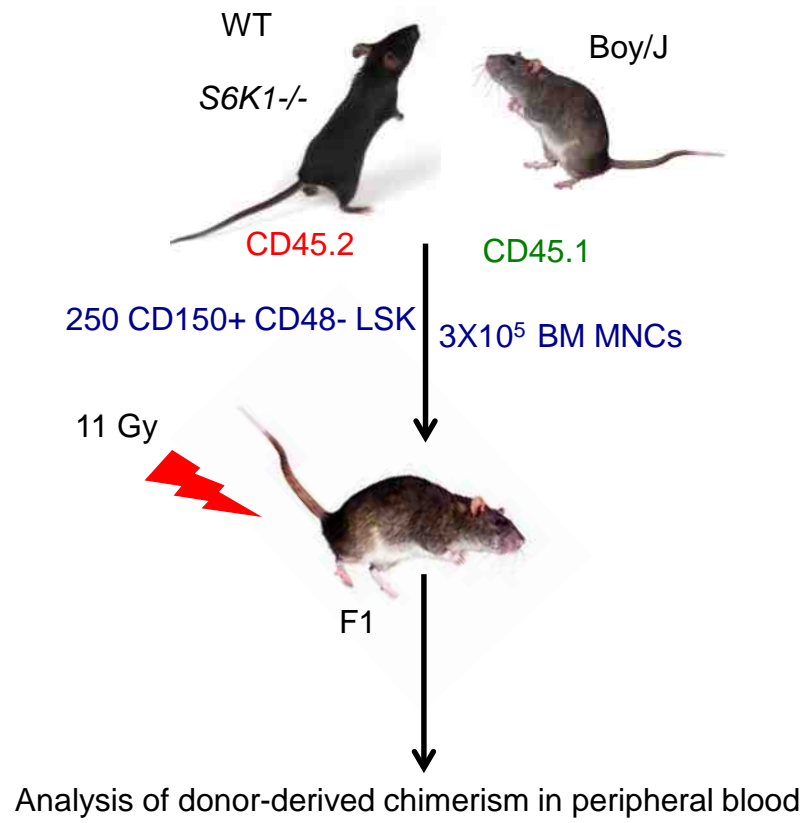 WT
S6K1-/-
Boy/J
CD45.2
CD45.1
250 CD150+ CD48- LSK
3X10⁵ BM MNCs
11 Gy
F1
Analysis of donor-derived chimerism in peripheral blood